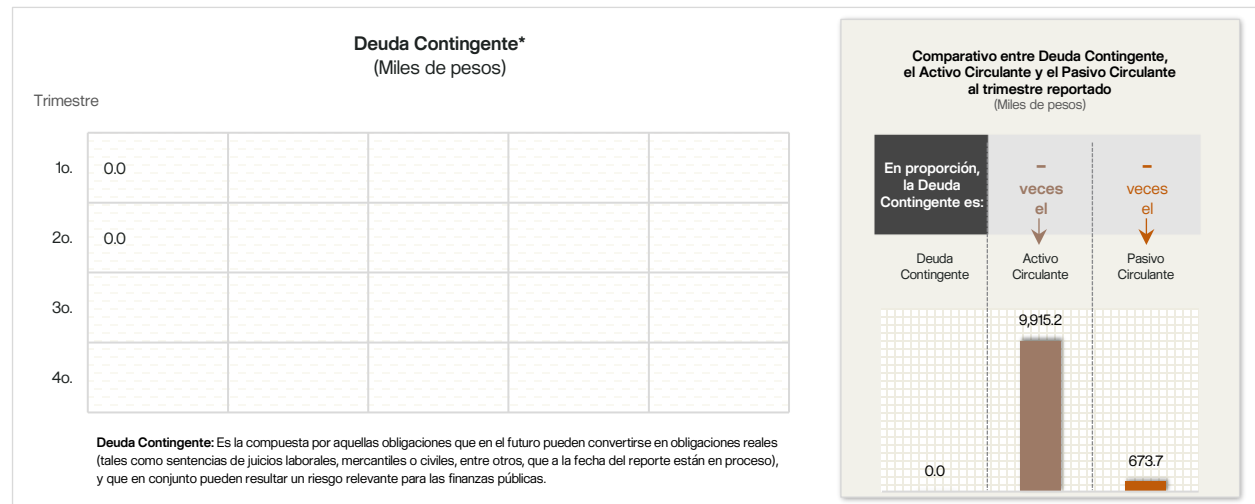 Deuda Contingente*
(Miles de pesos)
Trimestre
1o. 0.0
2o. 0.0
3o.
4o.
Deuda Contingente: Es la compuesta por aquellas obligaciones que en el futuro pueden convertirse en obligaciones reales
(tales como sentencias de juicios laborales, mercantiles o civiles, entre otros, que a la fecha del reporte están en proceso),
y que en conjunto pueden resultar un riesgo relevante para las finanzas públicas.
Comparativo entre Deuda Contingente,
el Activo Circulante y el Pasivo Circulante
al trimestre reportado
(Miles de pesos)
En proporción,
la Deuda
Contingente es:
–
veces
el
–
veces
el
Deuda
Contingente
Activo
Circulante
Pasivo
Circulante
0.0
9,915.2
673.7